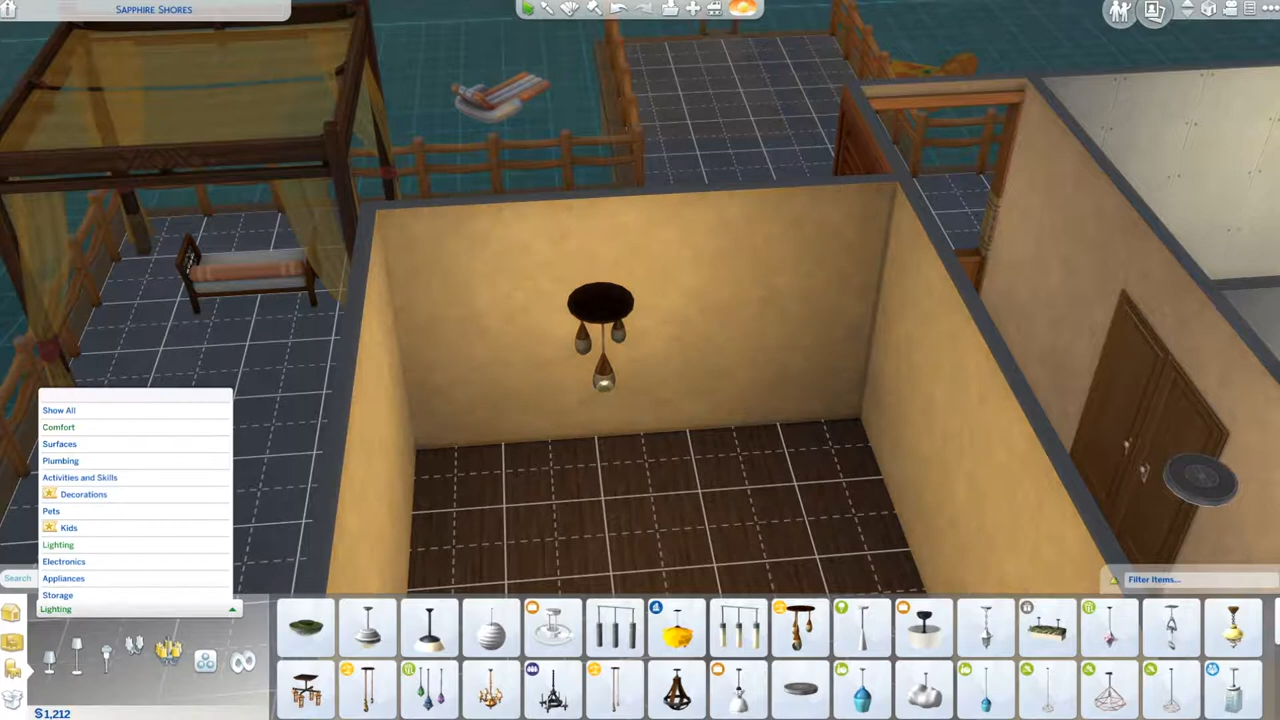 SAPPHIRE SHORES
Show All
Comfort
Surfaces
Plumbing
Activities and Skills
Decorations
Pets
Kids
Lighting
Electronics
Appliances
Storage
Search
Lighting
Filter Items...
§1,212